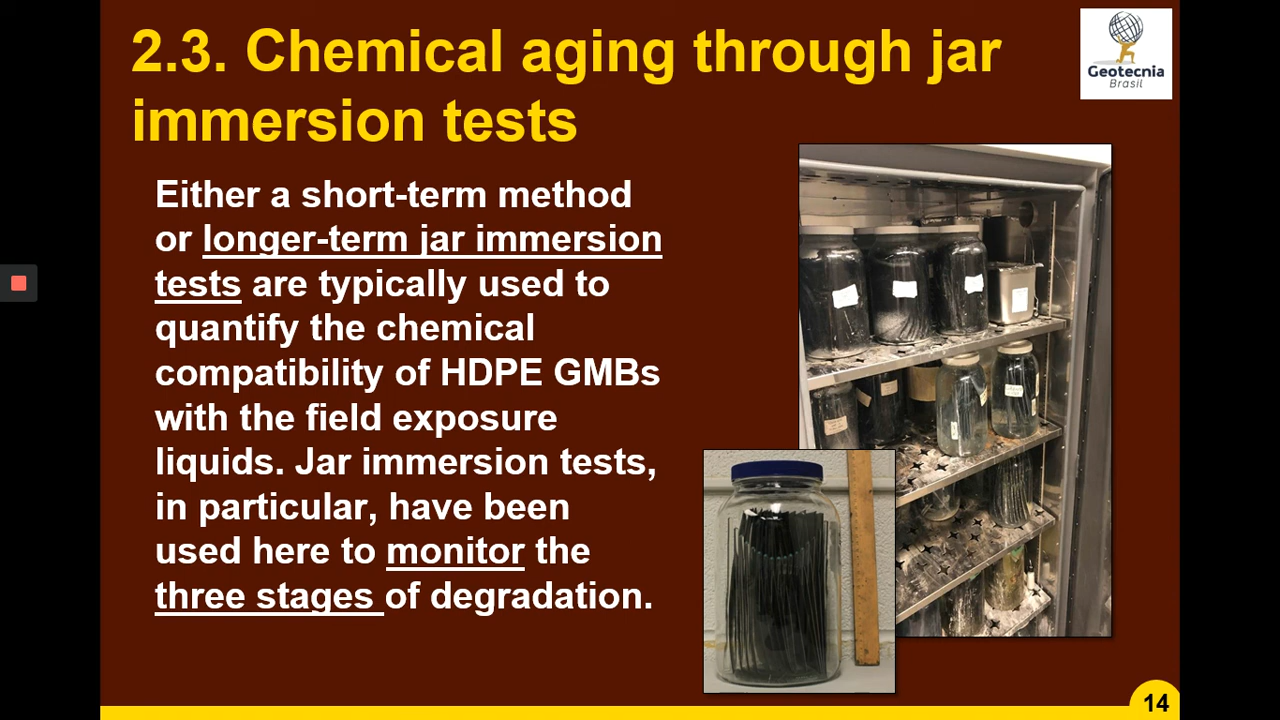 2.3. Chemical aging through jar
immersion tests
Geotecnia
Brasil
Either a short-term method
or longer-term jar immersion
tests are typically used to
quantify the chemical
compatibility of HDPE GMBs
with the field exposure
liquids. Jar immersion tests,
in particular, have been
used here to monitor the
three stages of degradation.
14